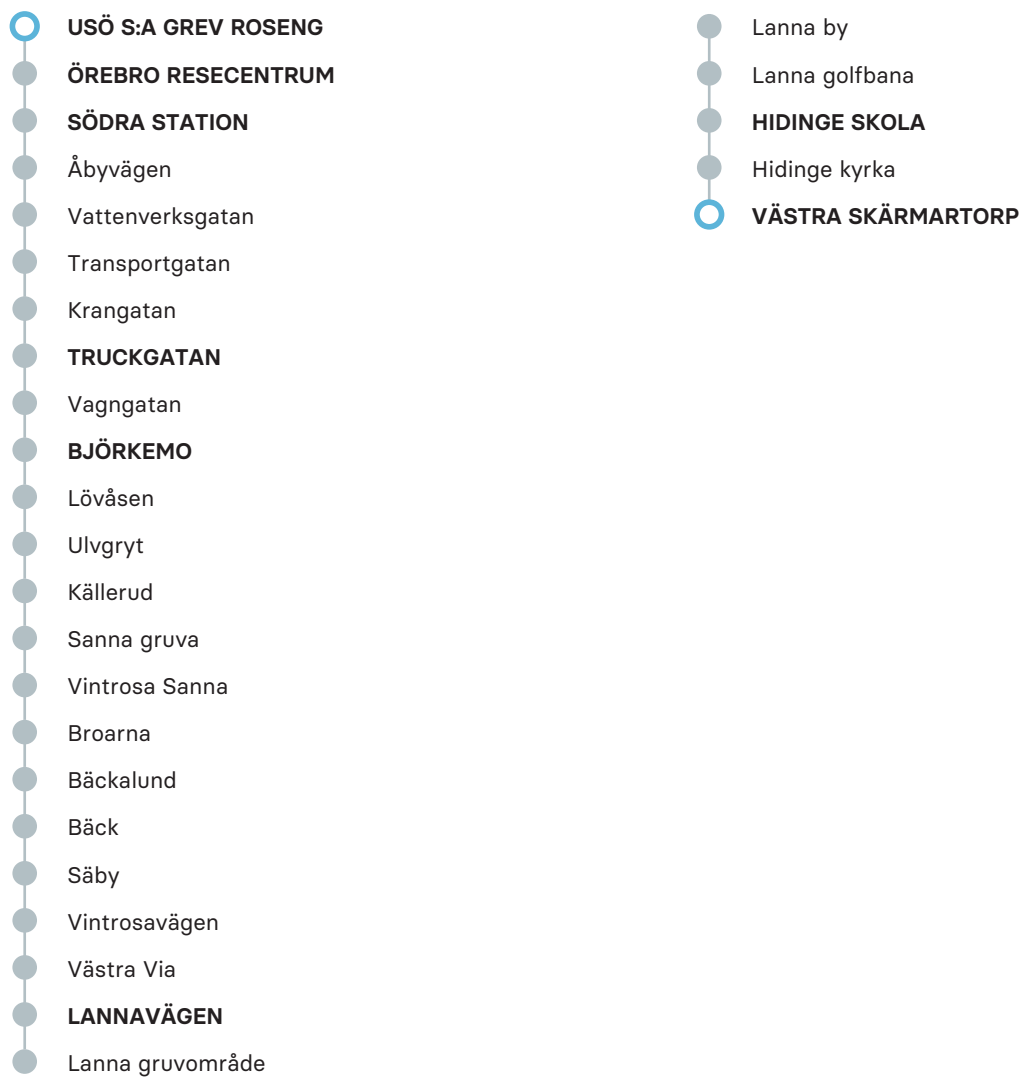 USÖ S:A GREV ROSENG
ÖREBRO RESECENTRUM
SÖDRA STATION
Åbyvägen
Vattenverksgatan
Transportgatan
Krangatan
TRUCKGATAN
Vagngatan
BJÖRKEMO
Lövåsen
Ulvgryt
Källerud
Sanna gruva
Vintrosa Sanna
Broarna
Bäckalund
Bäck
Säby
Vintrosavägen
Västra Via
LANNAVÄGEN
Lanna gruvområde
Lanna by
Lanna golfbana
HIDINGE SKOLA
Hidinge kyrka
VÄSTRA SKÄRMARTORP